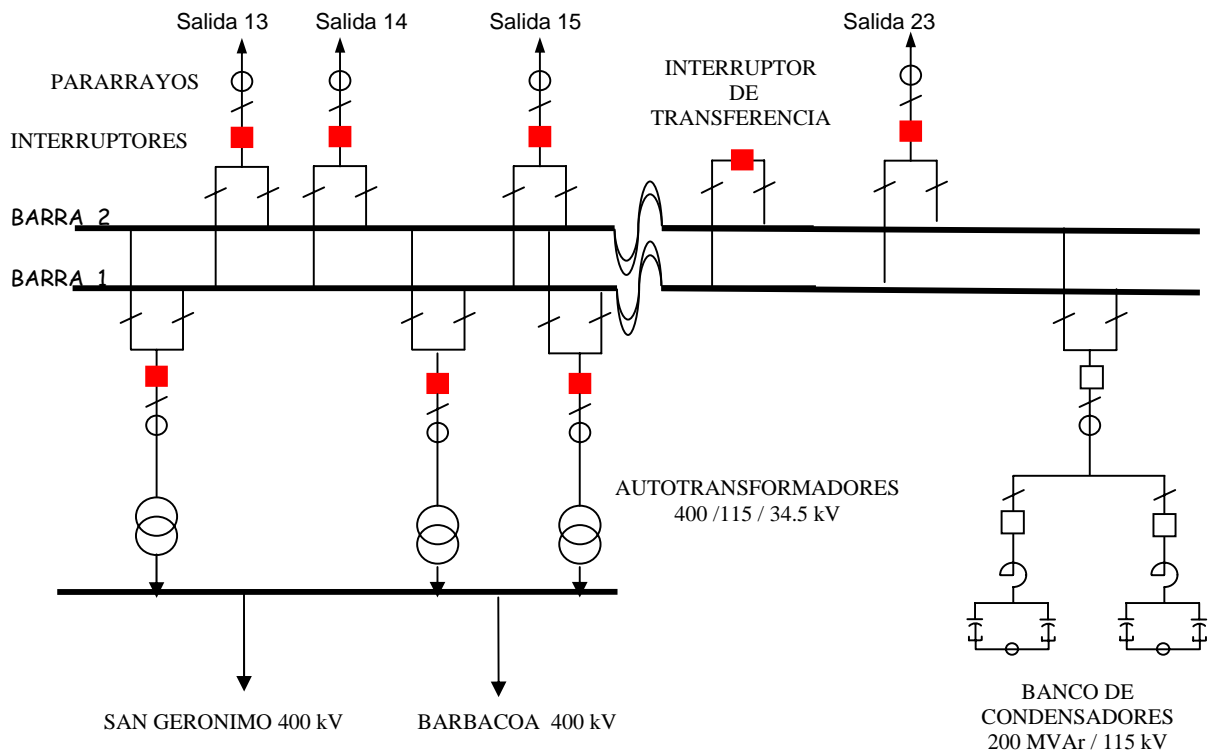 Salida 13
Salida 14
Salida 15
Salida 23
PARARRAYOS
INTERRUPTOR
DE
TRANSFERENCIA
INTERRUPTORES
BARRA 2
BARRA 1
AUTOTRANSFORMADORES
400 /115 / 34.5 kV
SAN GERONIMO 400 kV
BARBACOA 400 kV
BANCO DE
CONDENSADORES
200 MVAr / 115 kV